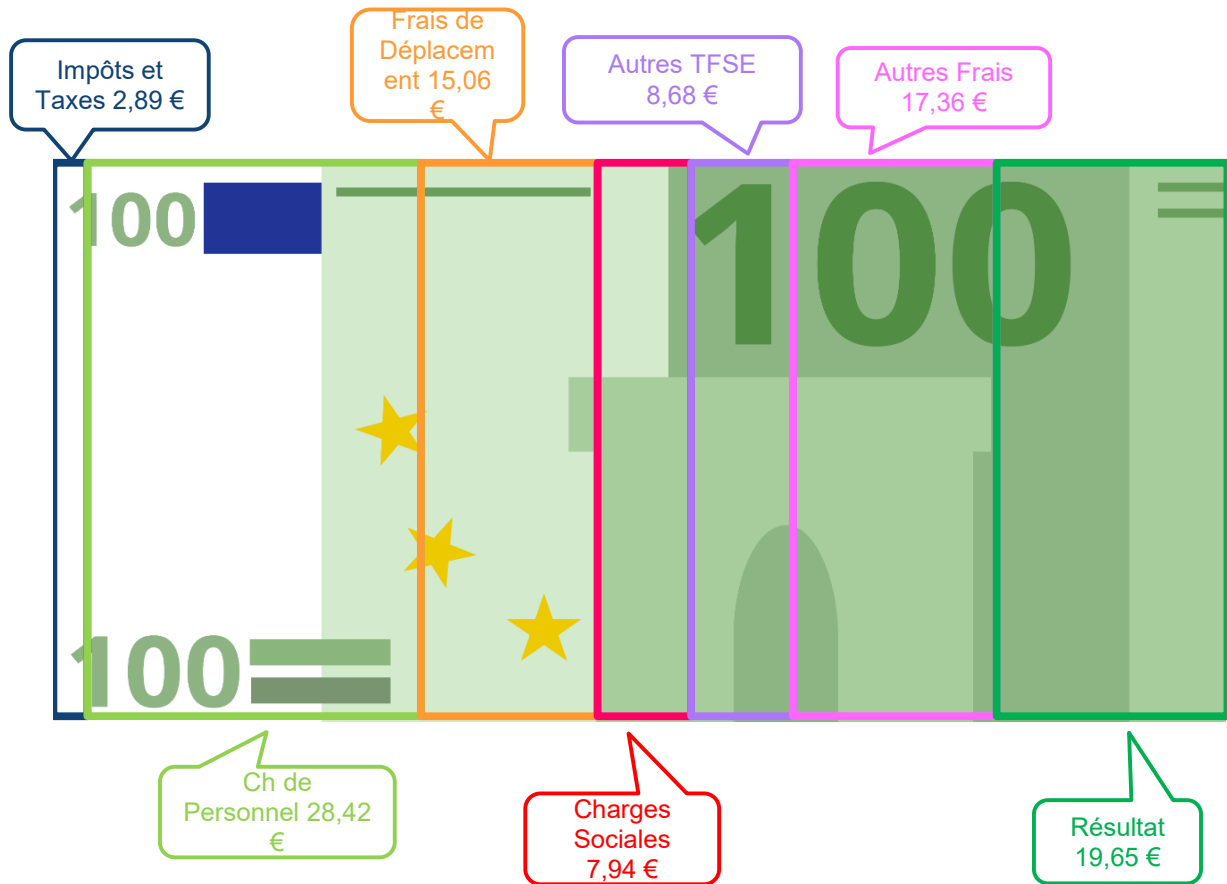 Impôts et
Taxes 2,89 €
Frais de
Déplacem
ent 15,06
€
Autres TFSE
8,68 €
Autres Frais
17,36 €
100
100
100
Ch de
Personnel 28,42
€
Charges
Sociales
7,94 €
Résultat
19,65 €